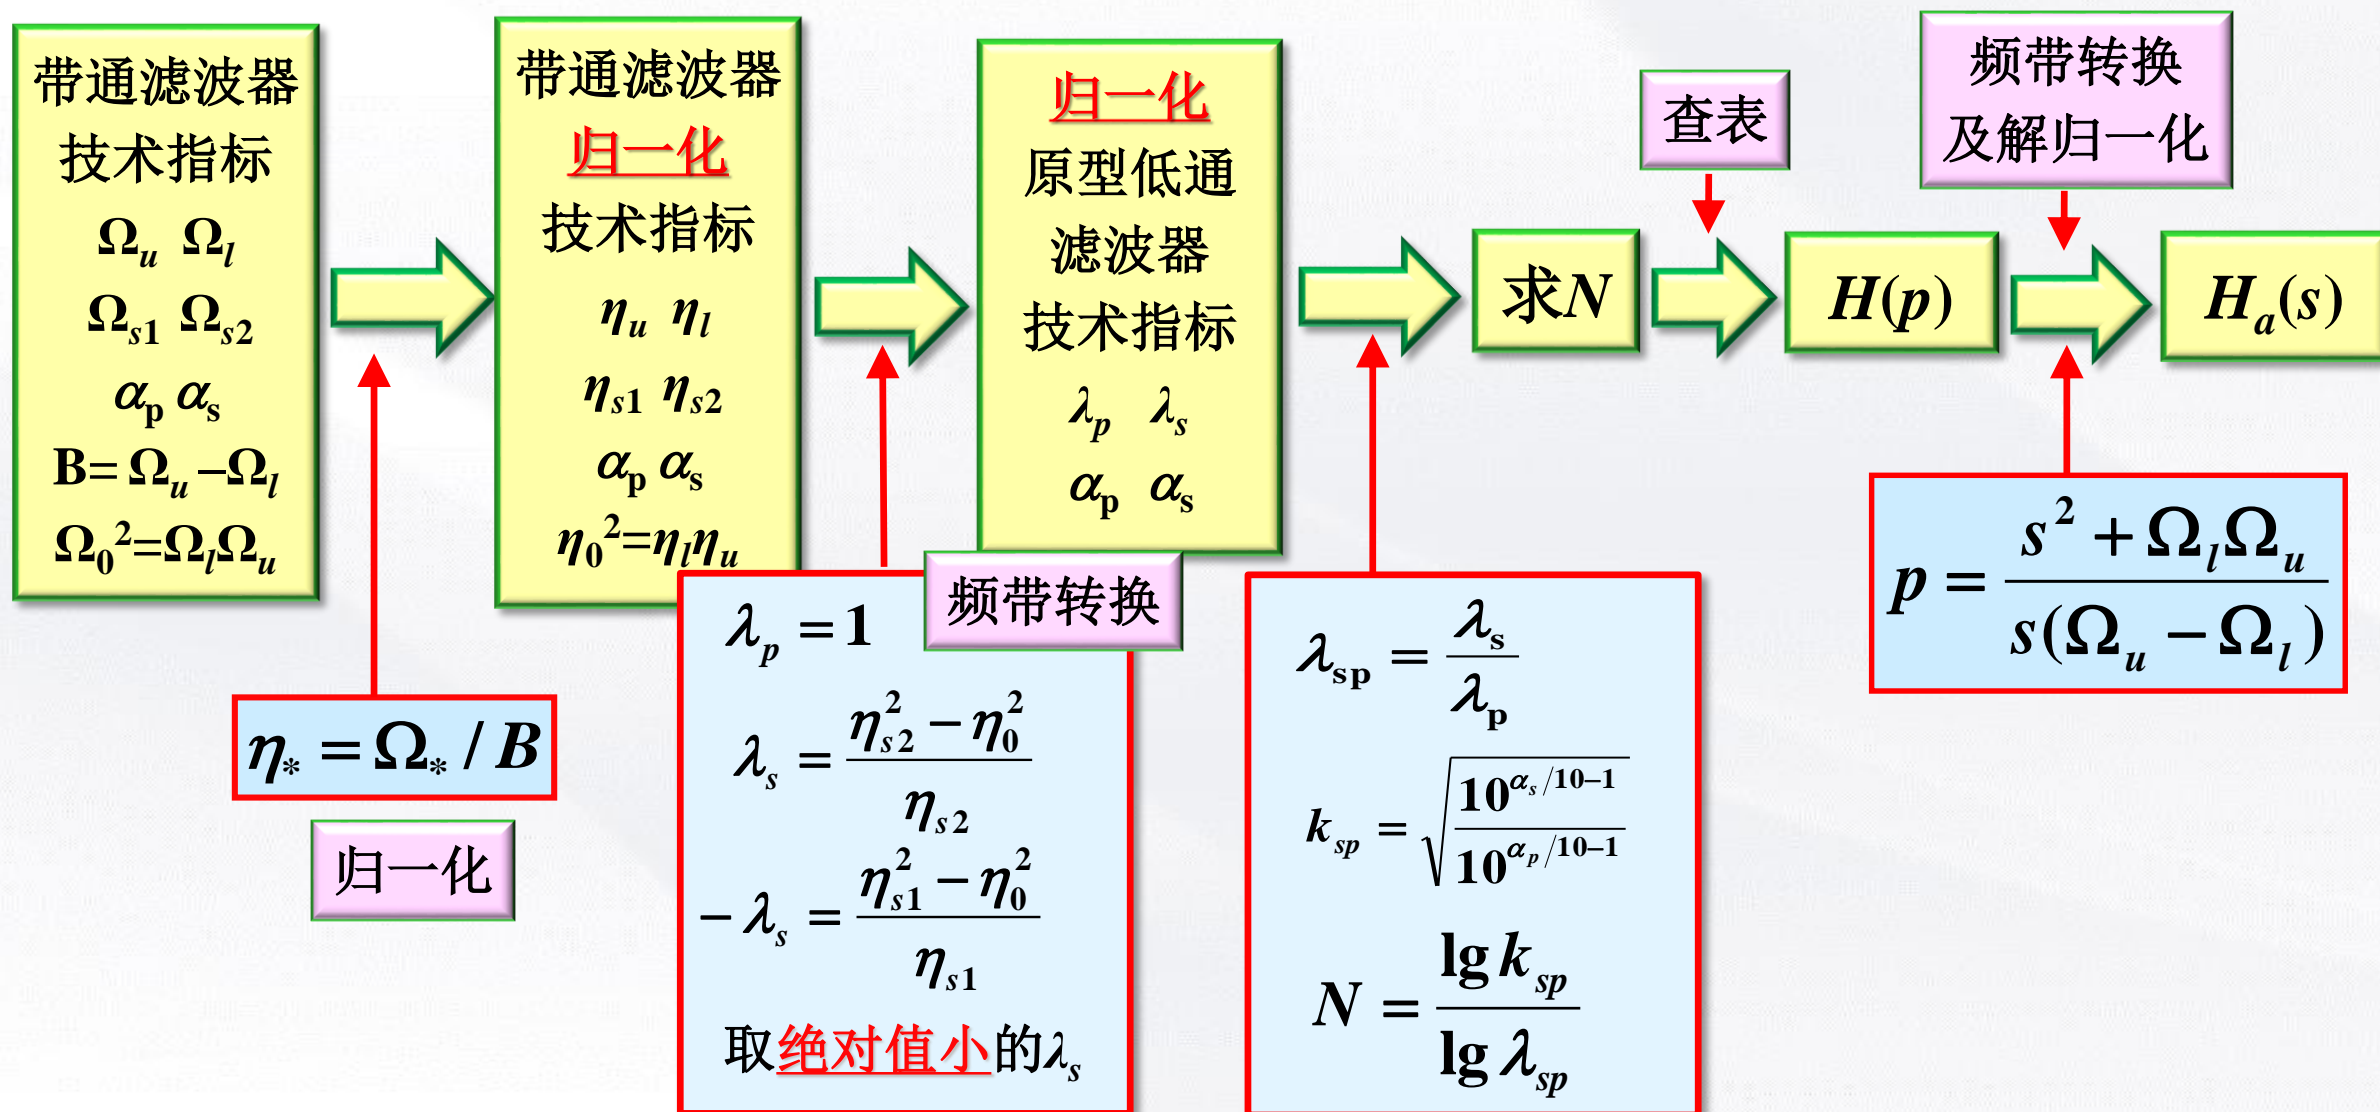 带通滤波器
技术指标
Ω_u Ω_l
Ω_s1 Ω_s2
α_p α_s
B= Ω_u –Ω_l
Ω_0^2=Ω_lΩ_u
η_* = Ω_* / B
归一化
带通滤波器
归一化
技术指标
η_u η_l
η_s1 η_s2
α_p α_s
η_0^2=η_lη_u
频带转换
λ_p = 1
λ_s = (η_s2^2 − η_0^2) / η_s2
− λ_s = (η_s1^2 − η_0^2) / η_s1
取绝对值小的λ_s
归一化
原型低通
滤波器
技术指标
λ_p λ_s
α_p α_s
λ_sp = λ_s / λ_p
k_sp = √(10^(α_s/10–1) / 10^(α_p/10–1))
N = lg k_sp / lg λ_sp
求N
查表
H(p)
频带转换
及解归一化
p = (s^2 + Ω_lΩ_u) / (s(Ω_u − Ω_l))
H_a(s)